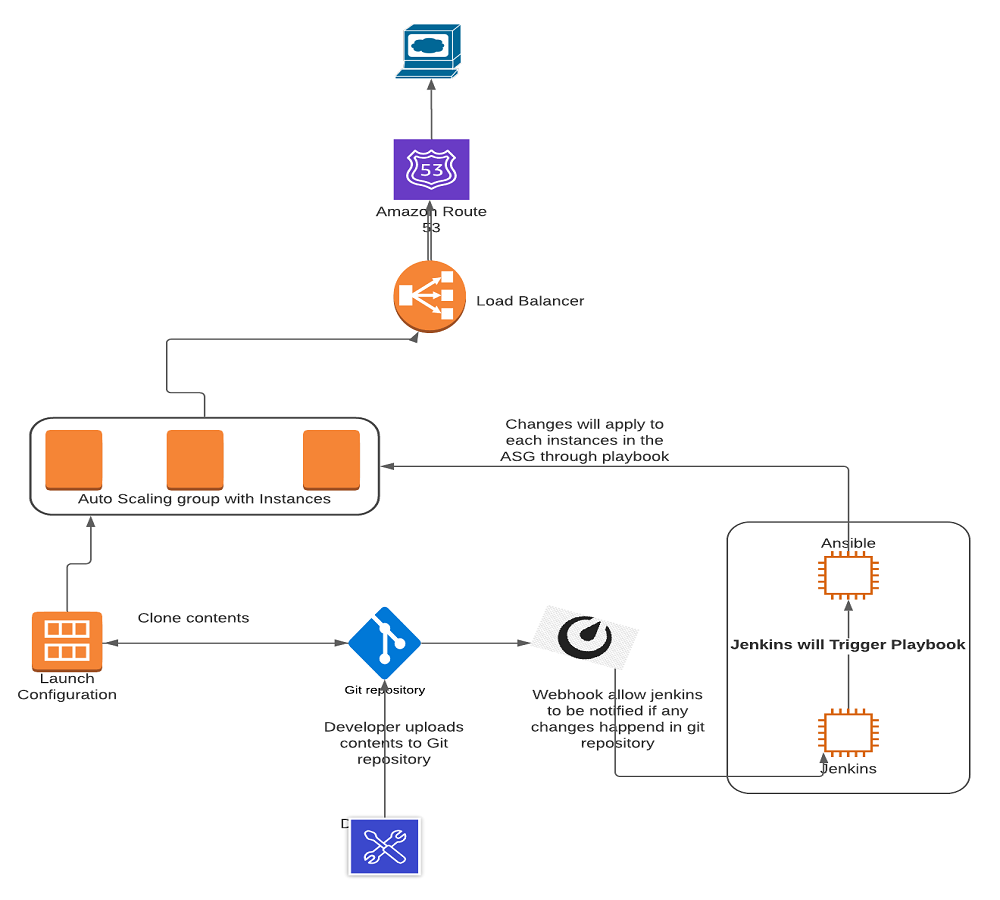 53
Amazon Route
53
Load Balancer
Changes will apply to
each instances in the
ASG through playbook
Auto Scaling group with Instances
Ansible
Jenkins will Trigger Playbook
Clone contents
Launch
Configuration
Git repository
Webhook allow jenkins
to be notified if any
changes happend in git
repository
Developer uploads
contents to Git
repository
Jenkins